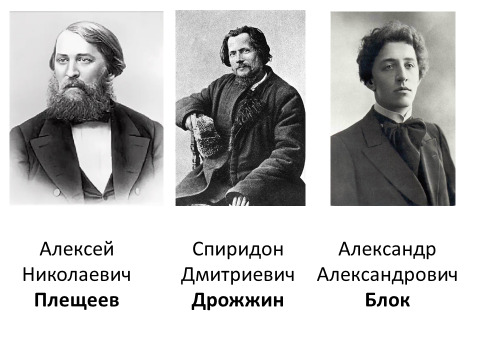 Алексей
Николаевич
Плещеев
Спиридон
Дмитриевич
Дрожжин
Александр
Александрович
Блок